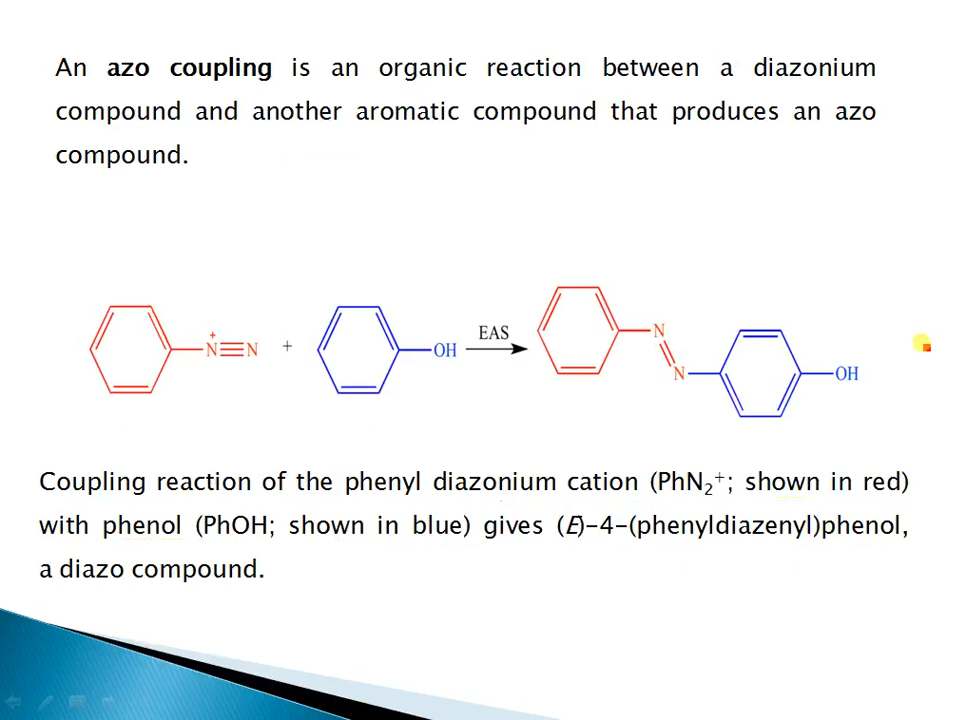 An azo coupling is an organic reaction between a diazonium
compound and another aromatic compound that produces an azo
compound.
N⁺≡N + OH EAS N=N OH
Coupling reaction of the phenyl diazonium cation (PhN₂⁺; shown in red)
with phenol (PhOH; shown in blue) gives (E)-4-(phenyldiazenyl)phenol,
a diazo compound.